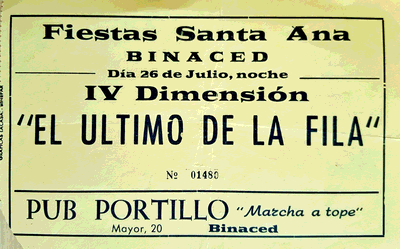 Fiestas Santa Ana
BINACED
Día 26 de Julio, noche
IV Dimensión
"EL ULTIMO DE LA FILA"
Nº 01480
PUB PORTILLO "Marcha a tope"
Mayor, 20 Binaced